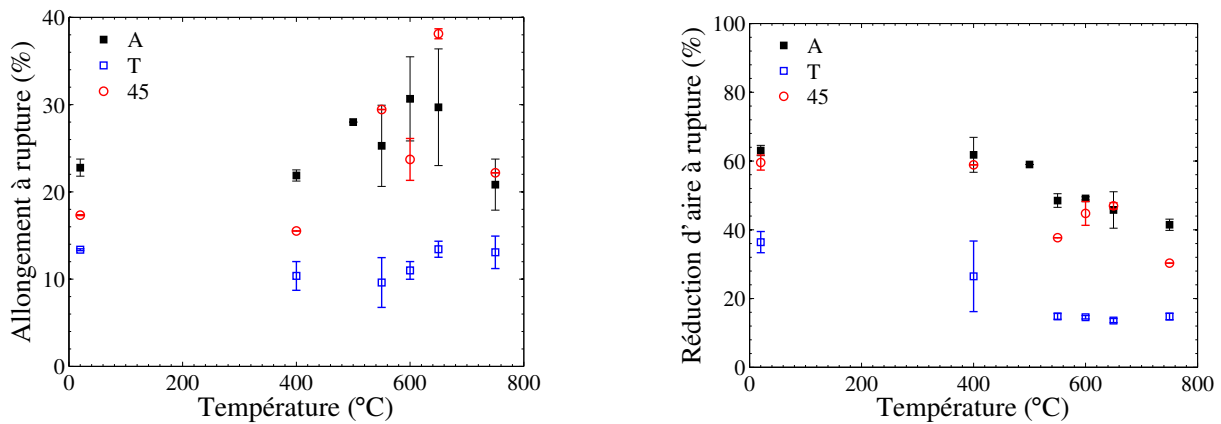 40
30
20
10
0
0 200 400 600 800
Allongement à rupture (%)
Température (°C)
A
T
45
100
80
60
40
20
0
0 200 400 600 800
Réduction d'aire à rupture (%)
Température (°C)
A
T
45